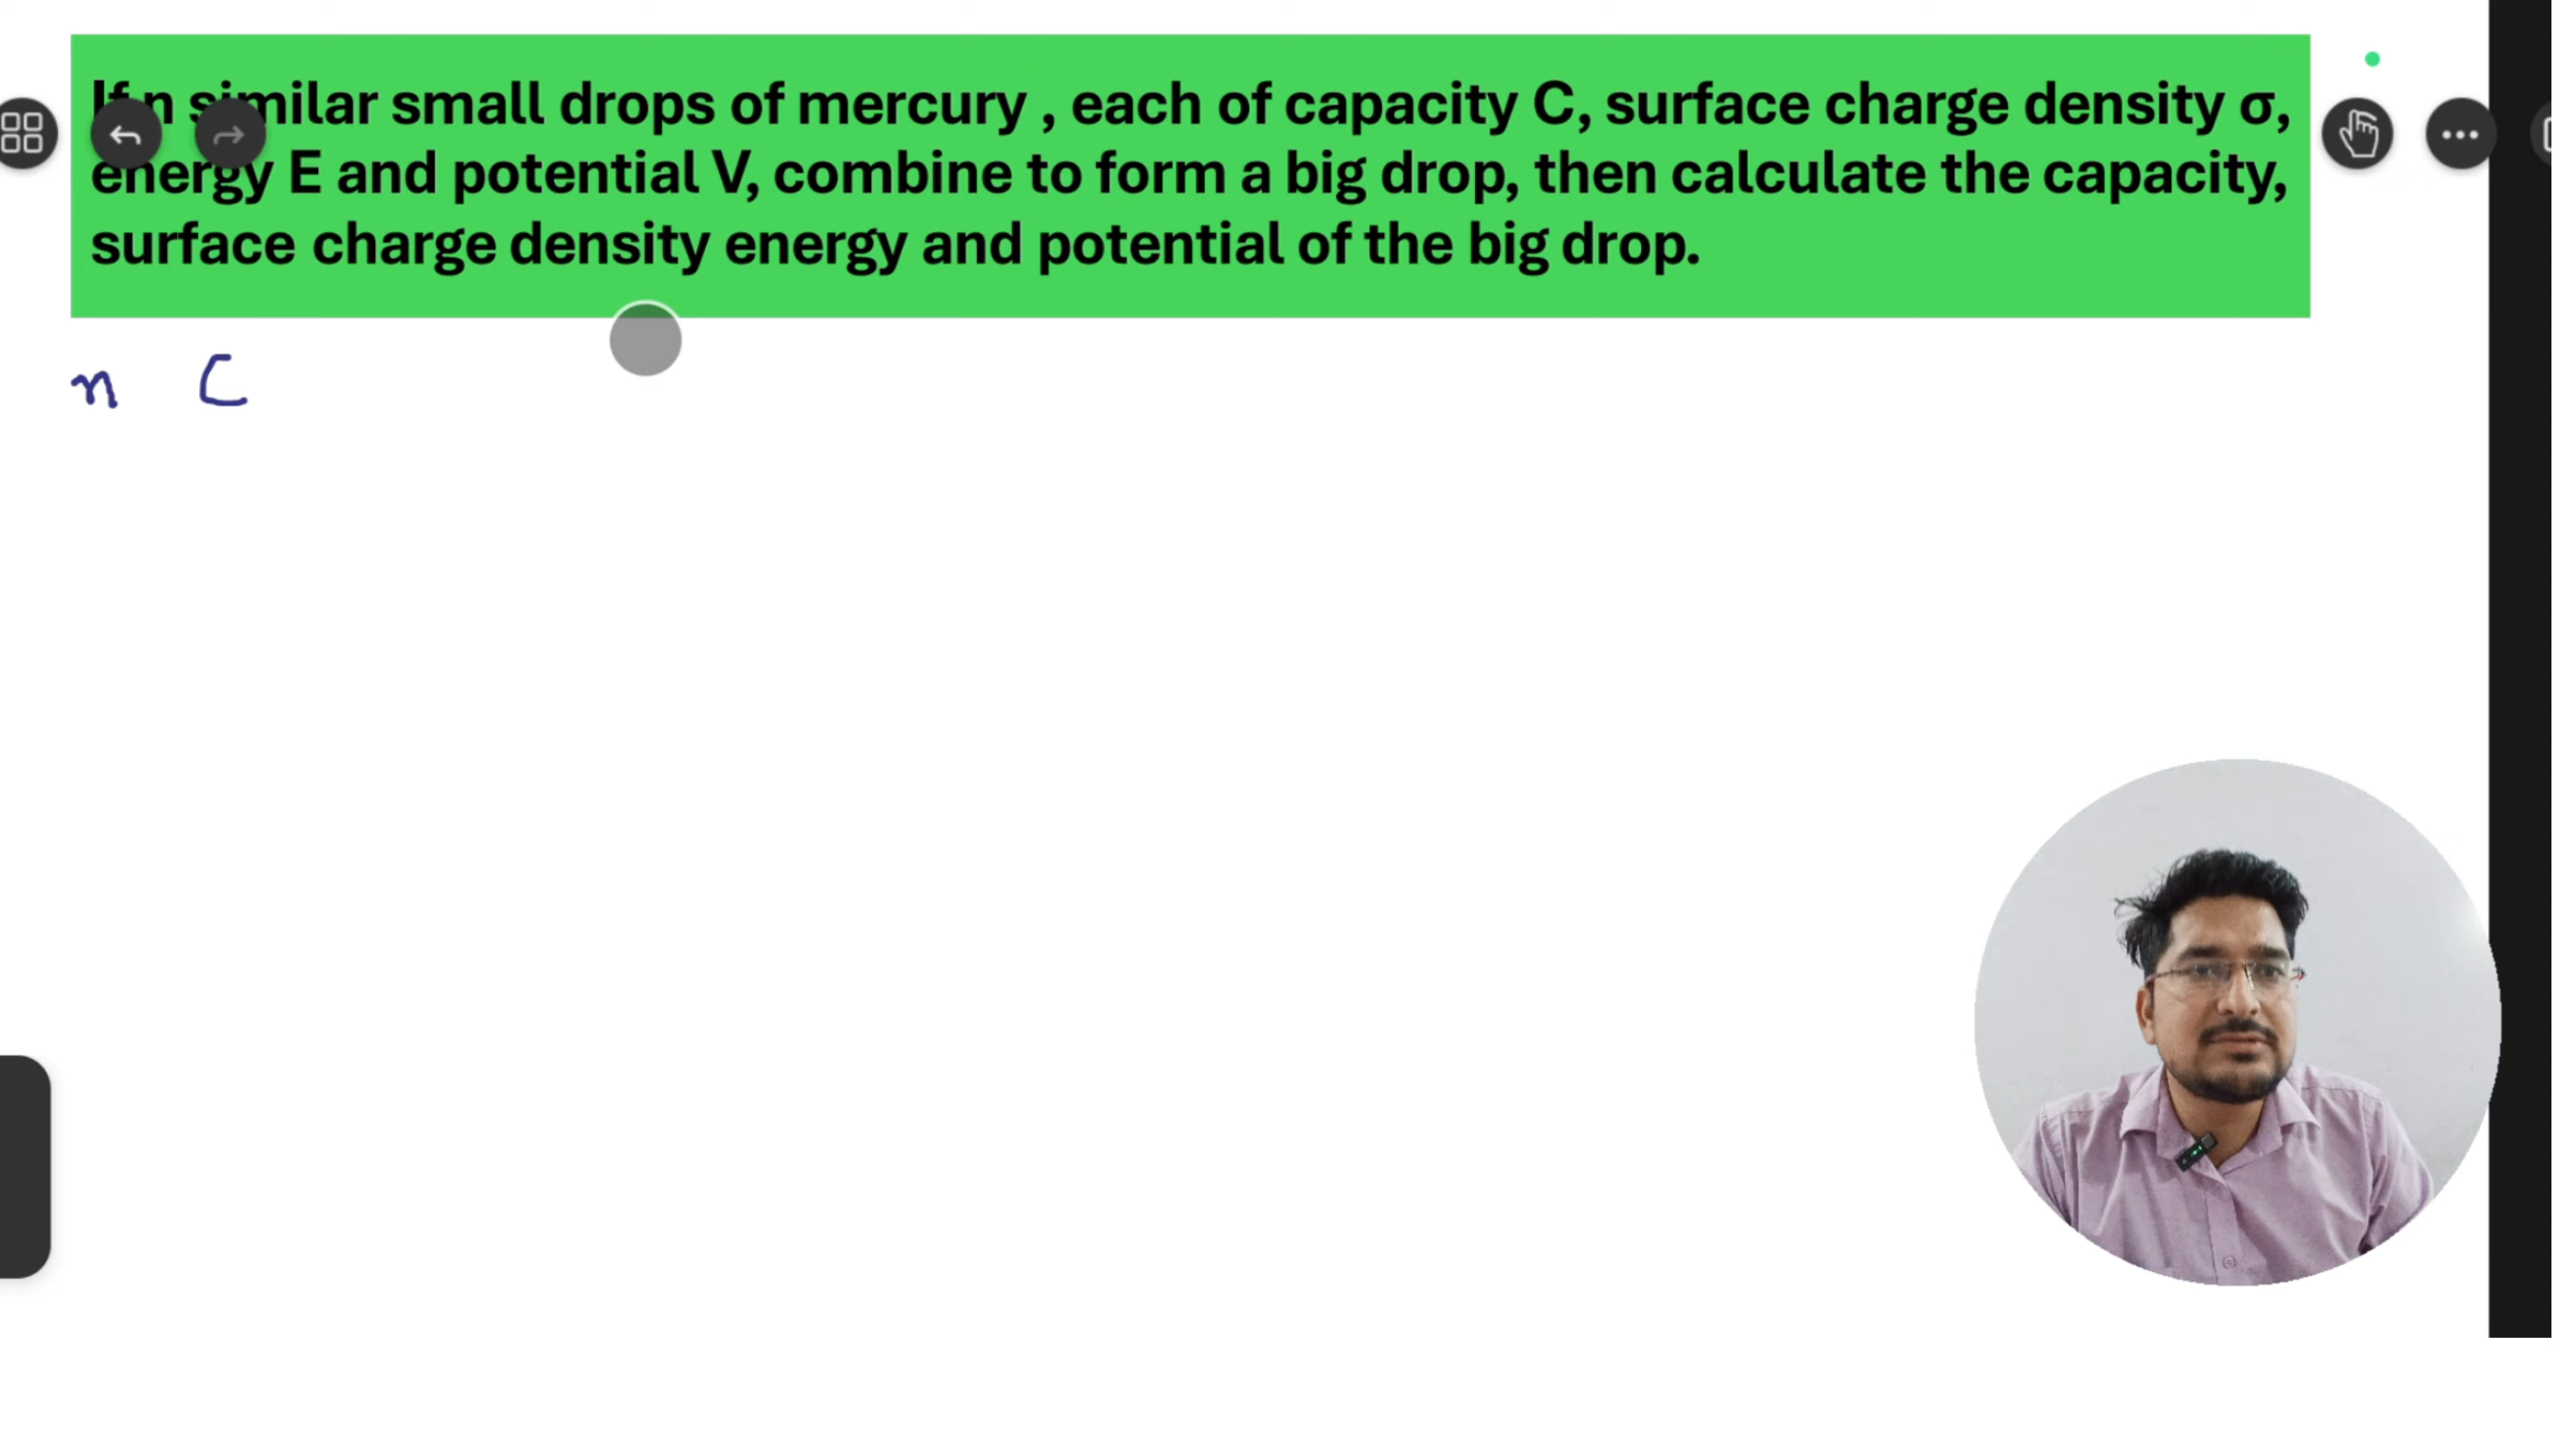 If n similar small drops of mercury , each of capacity C, surface charge density σ,
energy E and potential V, combine to form a big drop, then calculate the capacity,
surface charge density energy and potential of the big drop.
n C